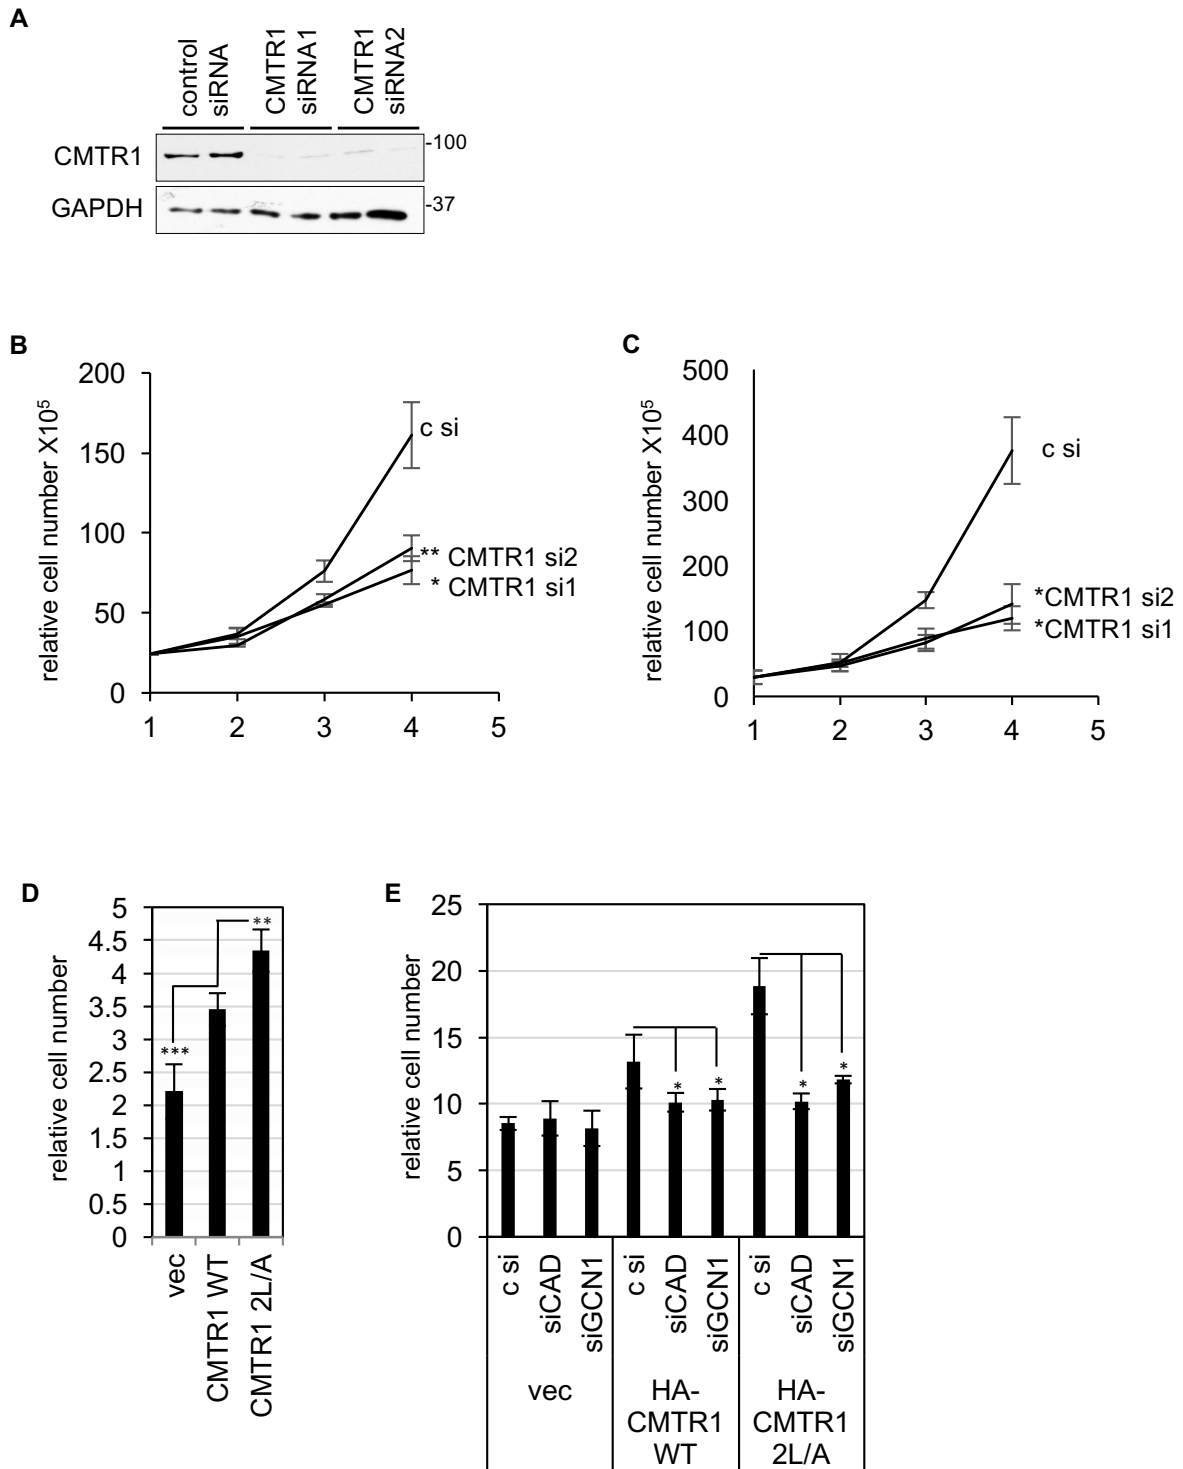 A
control
siRNA
CMTR1
siRNA1
CMTR1
siRNA2
CMTR1
-100
GAPDH
-37
B
relative cell number X10⁵
200
150
100
50
0
1 2 3 4 5
c si
** CMTR1 si2
* CMTR1 si1
C
relative cell number X10⁵
500
400
300
200
100
0
1 2 3 4 5
c si
*CMTR1 si2
*CMTR1 si1
D
relative cell number
5
4.5
4
3.5
3
2.5
2
1.5
1
0.5
0
***
**
vec
CMTR1 WT
CMTR1 2L/A
E
relative cell number
25
20
15
10
5
0
* * * *
c si
siCAD
siGCN1
c si
siCAD
siGCN1
c si
siCAD
siGCN1
vec
HA-
CMTR1
WT
HA-
CMTR1
2L/A